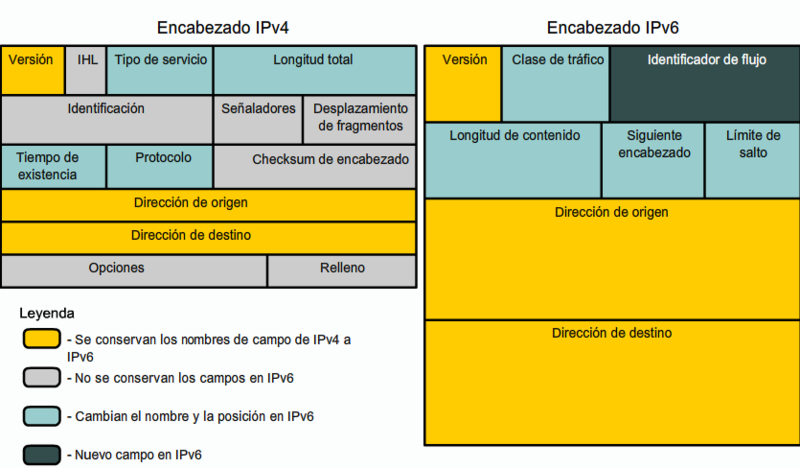 Encabezado IPv4
Versión
IHL
Tipo de servicio
Longitud total
Identificación
Señaladores
Desplazamiento
de fragmentos
Tiempo de
existencia
Protocolo
Checksum de encabezado
Dirección de origen
Dirección de destino
Opciones
Relleno
Encabezado IPv6
Versión
Clase de tráfico
Identificador de flujo
Longitud de contenido
Siguiente
encabezado
Límite de
salto
Dirección de origen
Dirección de destino
Leyenda
- Se conservan los nombres de campo de IPv4 a
IPv6
- No se conservan los campos en IPv6
- Cambian el nombre y la posición en IPv6
- Nuevo campo en IPv6